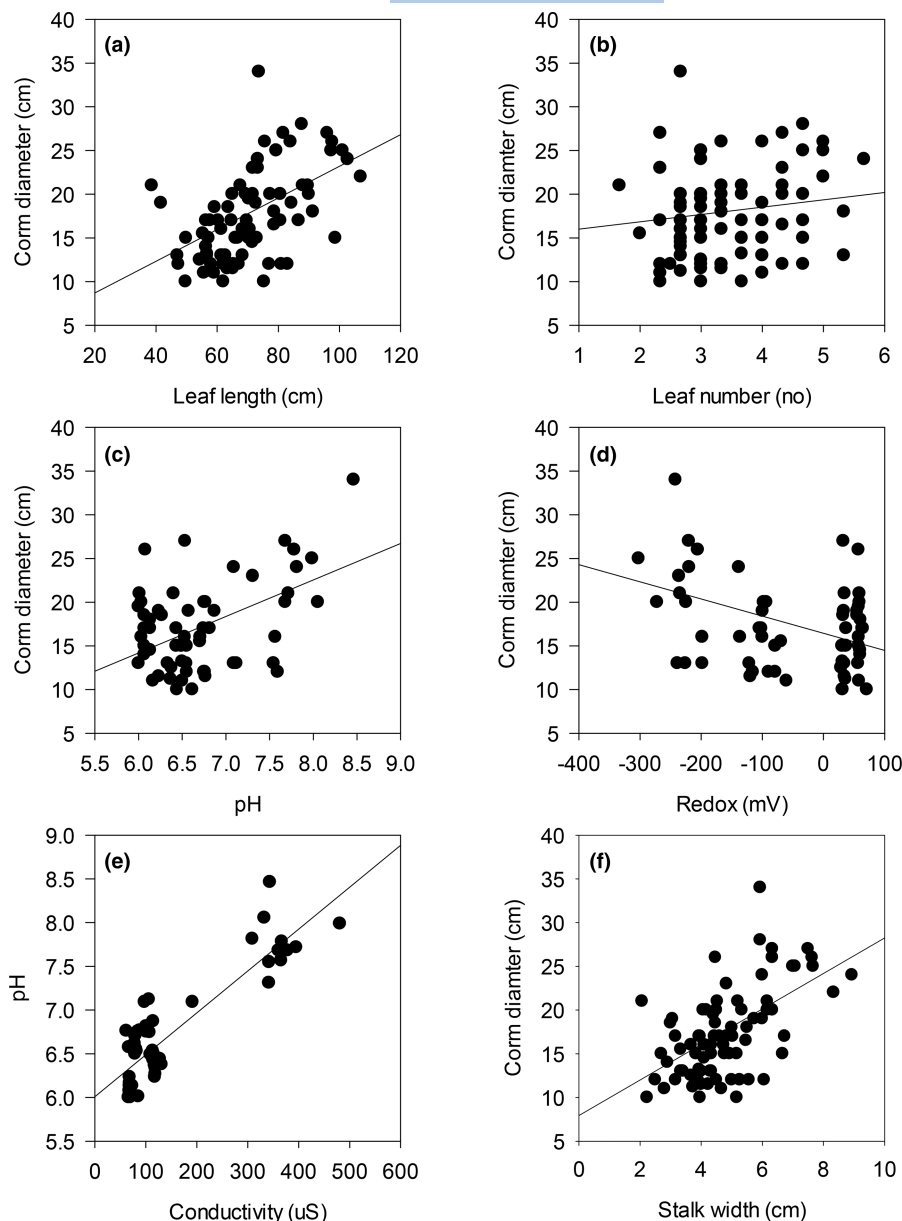 (a)
Corm diameter (cm)
40
35
30
25
20
15
10
5
20 40 60 80 100 120
Leaf length (cm)
(b)
Corm diamter (cm)
40
35
30
25
20
15
10
5
1 2 3 4 5 6
Leaf number (no)
(c)
Corm diameter (cm)
40
35
30
25
20
15
10
5
5.5 6.0 6.5 7.0 7.5 8.0 8.5 9.0
pH
(d)
Corm diamter (cm)
40
35
30
25
20
15
10
5
-400 -300 -200 -100 0 100
Redox (mV)
(e)
pH
9.0
8.5
8.0
7.5
7.0
6.5
6.0
5.5
0 100 200 300 400 500 600
Conductivity (uS)
(f)
Corm diamter (cm)
40
35
30
25
20
15
10
5
0 2 4 6 8 10
Stalk width (cm)